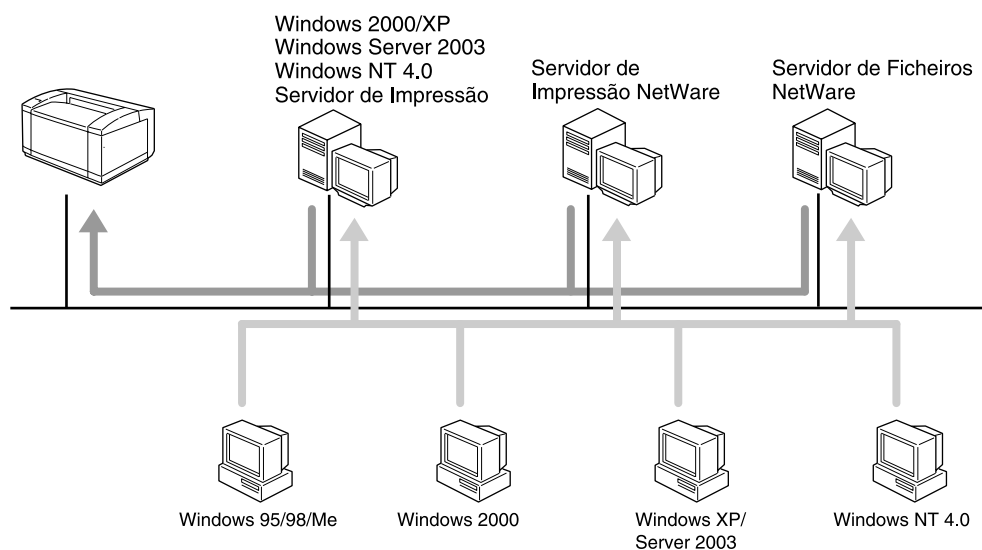 Windows 2000/XP
Windows Server 2003
Windows NT 4.0
Servidor de Impressão
Servidor de
Impressão NetWare
Servidor de Ficheiros
NetWare
Windows 95/98/Me
Windows 2000
Windows XP/
Server 2003
Windows NT 4.0